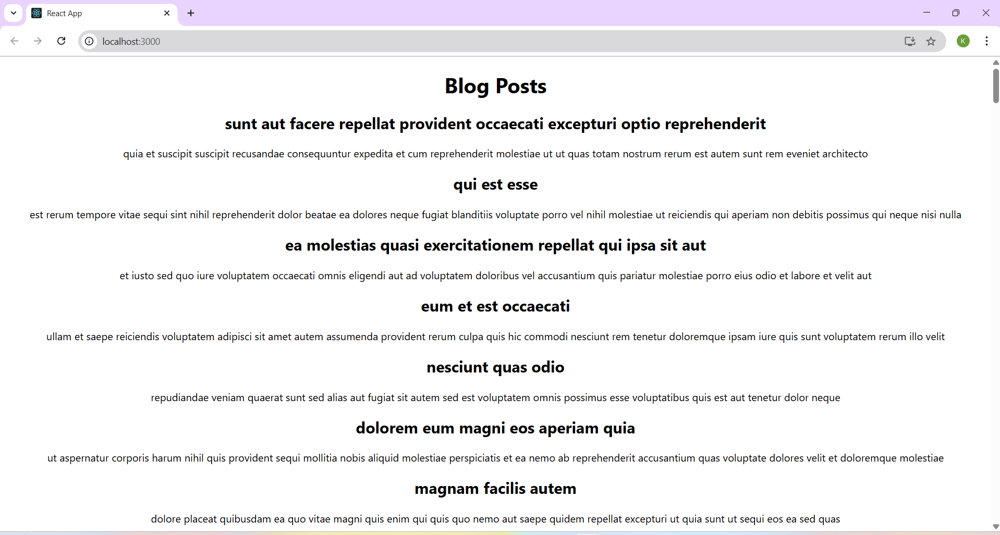 React App
localhost:3000
K
Blog Posts
sunt aut facere repellat provident occaecati excepturi optio reprehenderit
quia et suscipit suscipit recusandae consequuntur expedita et cum reprehenderit molestiae ut ut quas totam nostrum rerum est autem sunt rem eveniet architecto
qui est esse
est rerum tempore vitae sequi sint nihil reprehenderit dolor beatae ea dolores neque fugiat blanditiis voluptate porro vel nihil molestiae ut reiciendis qui aperiam non debitis possimus qui neque nisi nulla
ea molestias quasi exercitationem repellat qui ipsa sit aut
et iusto sed quo iure voluptatem occaecati omnis eligendi aut ad voluptatem doloribus vel accusantium quis pariatur molestiae porro eius odio et labore et velit aut
eum et est occaecati
ullam et saepe reiciendis voluptatem adipisci sit amet autem assumenda provident rerum culpa quis hic commodi nesciunt rem tenetur doloremque ipsam iure quis sunt voluptatem rerum illo velit
nesciunt quas odio
repudiandae veniam quaerat sunt sed alias aut fugiat sit autem sed est voluptatem omnis possimus esse voluptatibus quis est aut tenetur dolor neque
dolorem eum magni eos aperiam quia
ut aspernatur corporis harum nihil quis provident sequi mollitia nobis aliquid molestiae perspiciatis et ea nemo ab reprehenderit accusantium quas voluptate dolores velit et doloremque molestiae
magnam facilis autem
dolore placeat quibusdam ea quo vitae magni quis enim qui quis quo nemo aut saepe quidem repellat excepturi ut quia sunt ut sequi eos ea sed quas